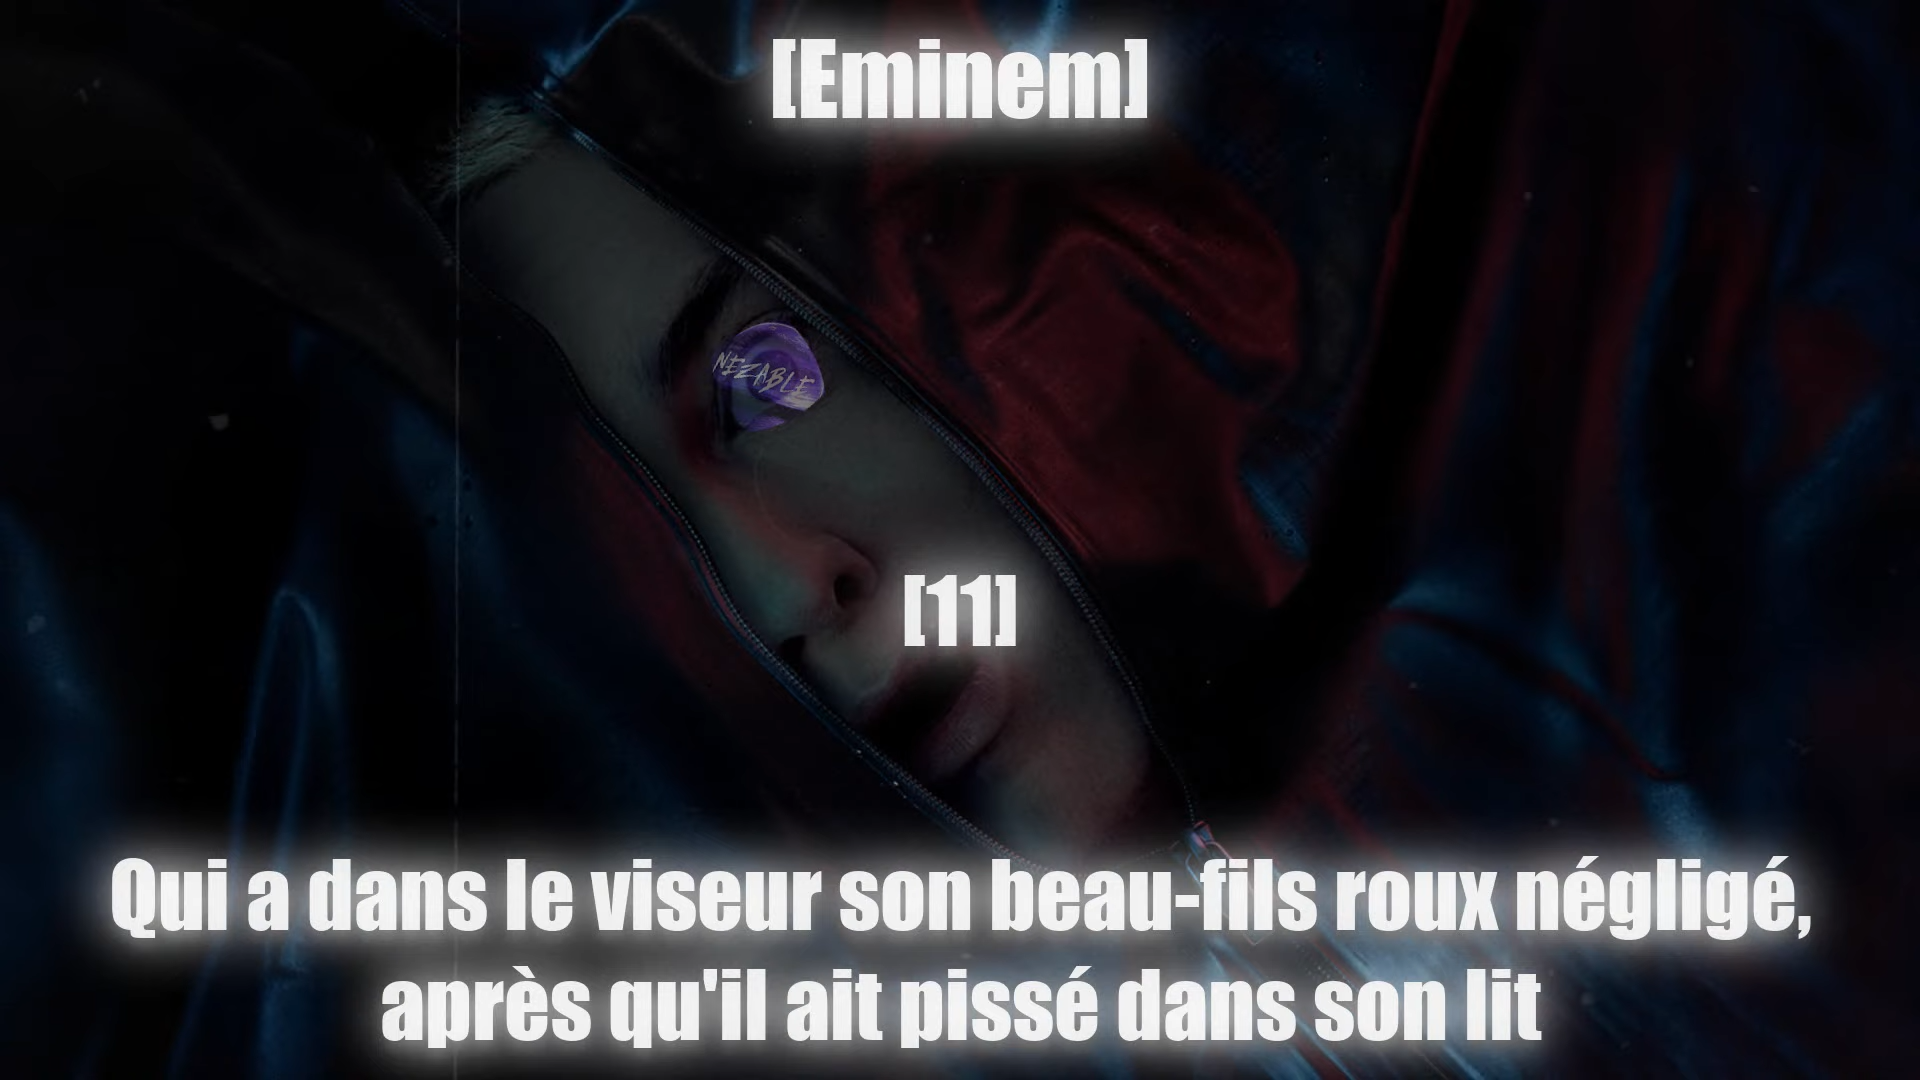 [Eminem]
NEZABLE
[11]
Qui a dans le viseur son beau-fils roux négligé,
après qu'il ait pissé dans son lit